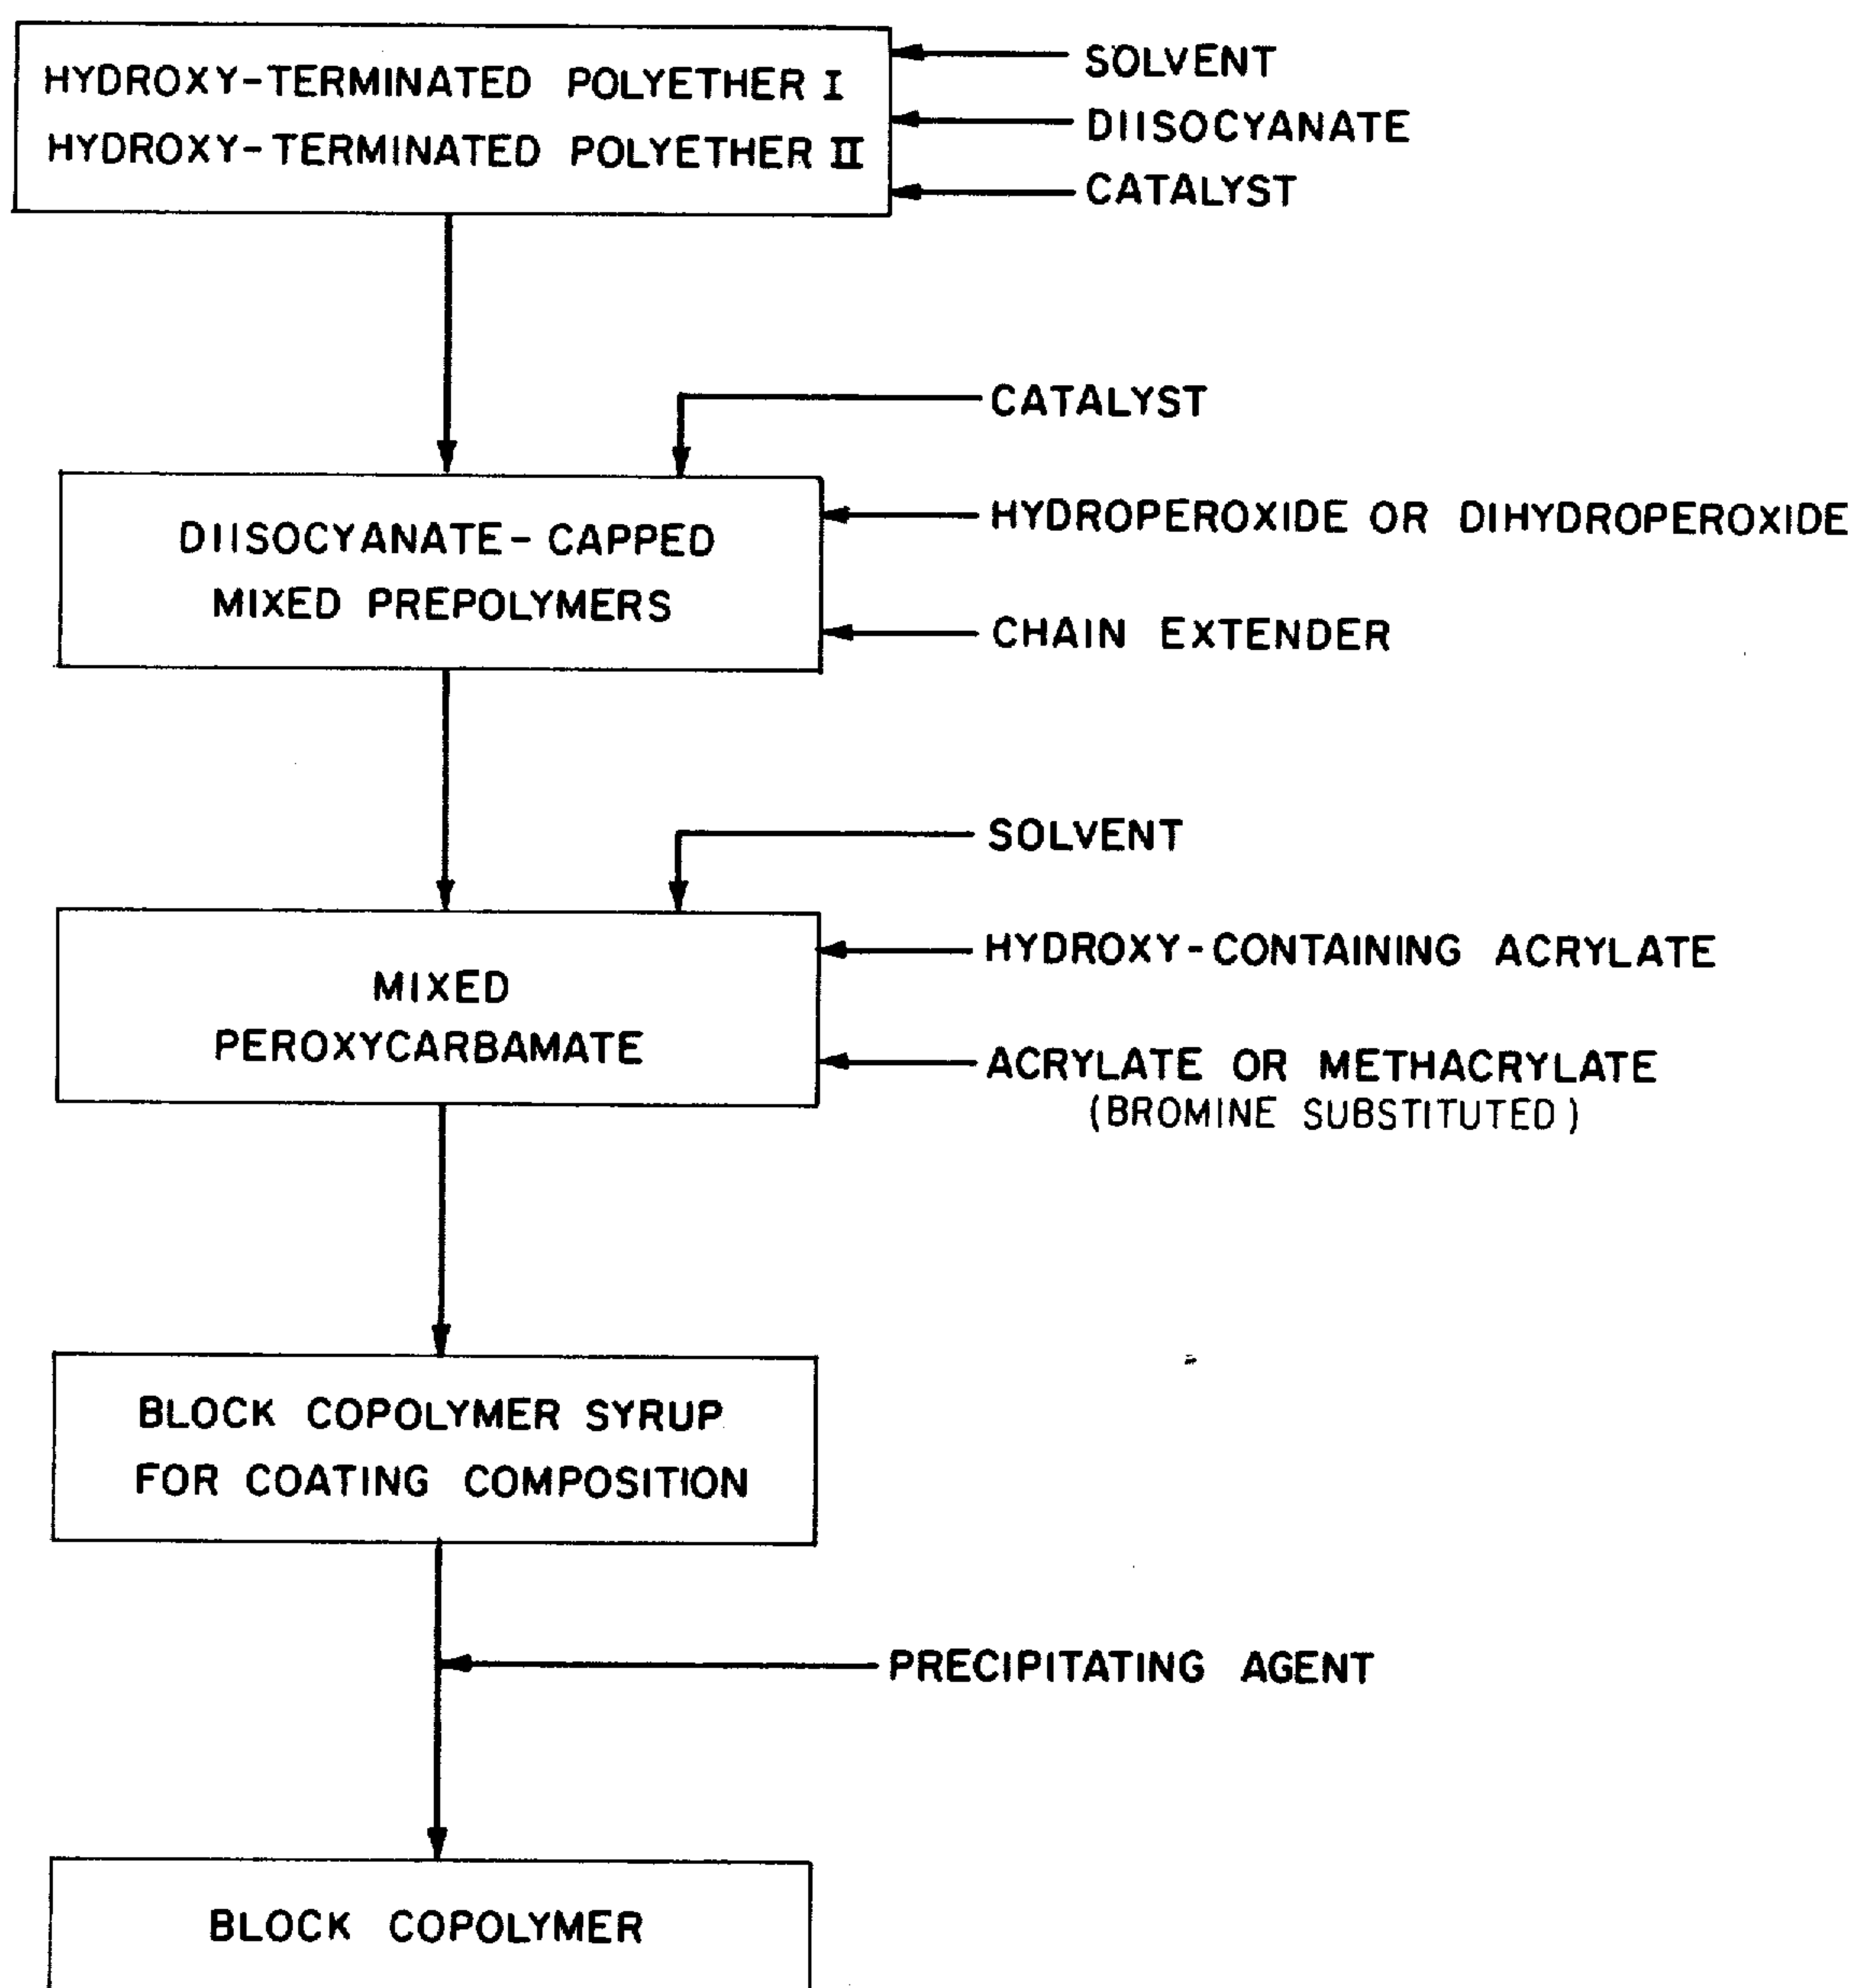 HYDROXY-TERMINATED POLYETHER I
HYDROXY-TERMINATED POLYETHER II
SOLVENT
DIISOCYANATE
CATALYST
CATALYST
DIISOCYANATE-CAPPED
MIXED PREPOLYMERS
HYDROPEROXIDE OR DIHYDROPEROXIDE
CHAIN EXTENDER
SOLVENT
MIXED
PEROXYCARBAMATE
HYDROXY-CONTAINING ACRYLATE
ACRYLATE OR METHACRYLATE
(BROMINE SUBSTITUTED)
BLOCK COPOLYMER SYRUP
FOR COATING COMPOSITION
PRECIPITATING AGENT
BLOCK COPOLYMER